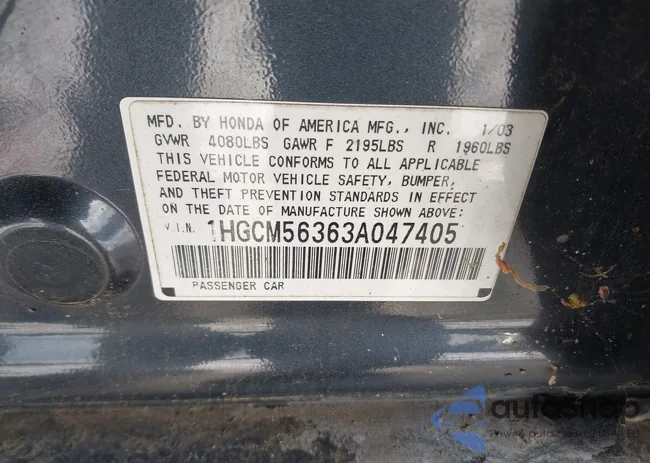 MFD. BY HONDA OF AMERICA MFG., INC. 1/03
GVWR 4080LBS GAWR F 2195LBS R 1960LBS
THIS VEHICLE CONFORMS TO ALL APPLICABLE
FEDERAL MOTOR VEHICLE SAFETY, BUMPER,
AND THEFT PREVENTION STANDARDS IN EFFECT
ON THE DATE OF MANUFACTURE SHOWN ABOVE:
V.I.N. 1HGCM56363A047405
PASSENGER CAR
autosnap